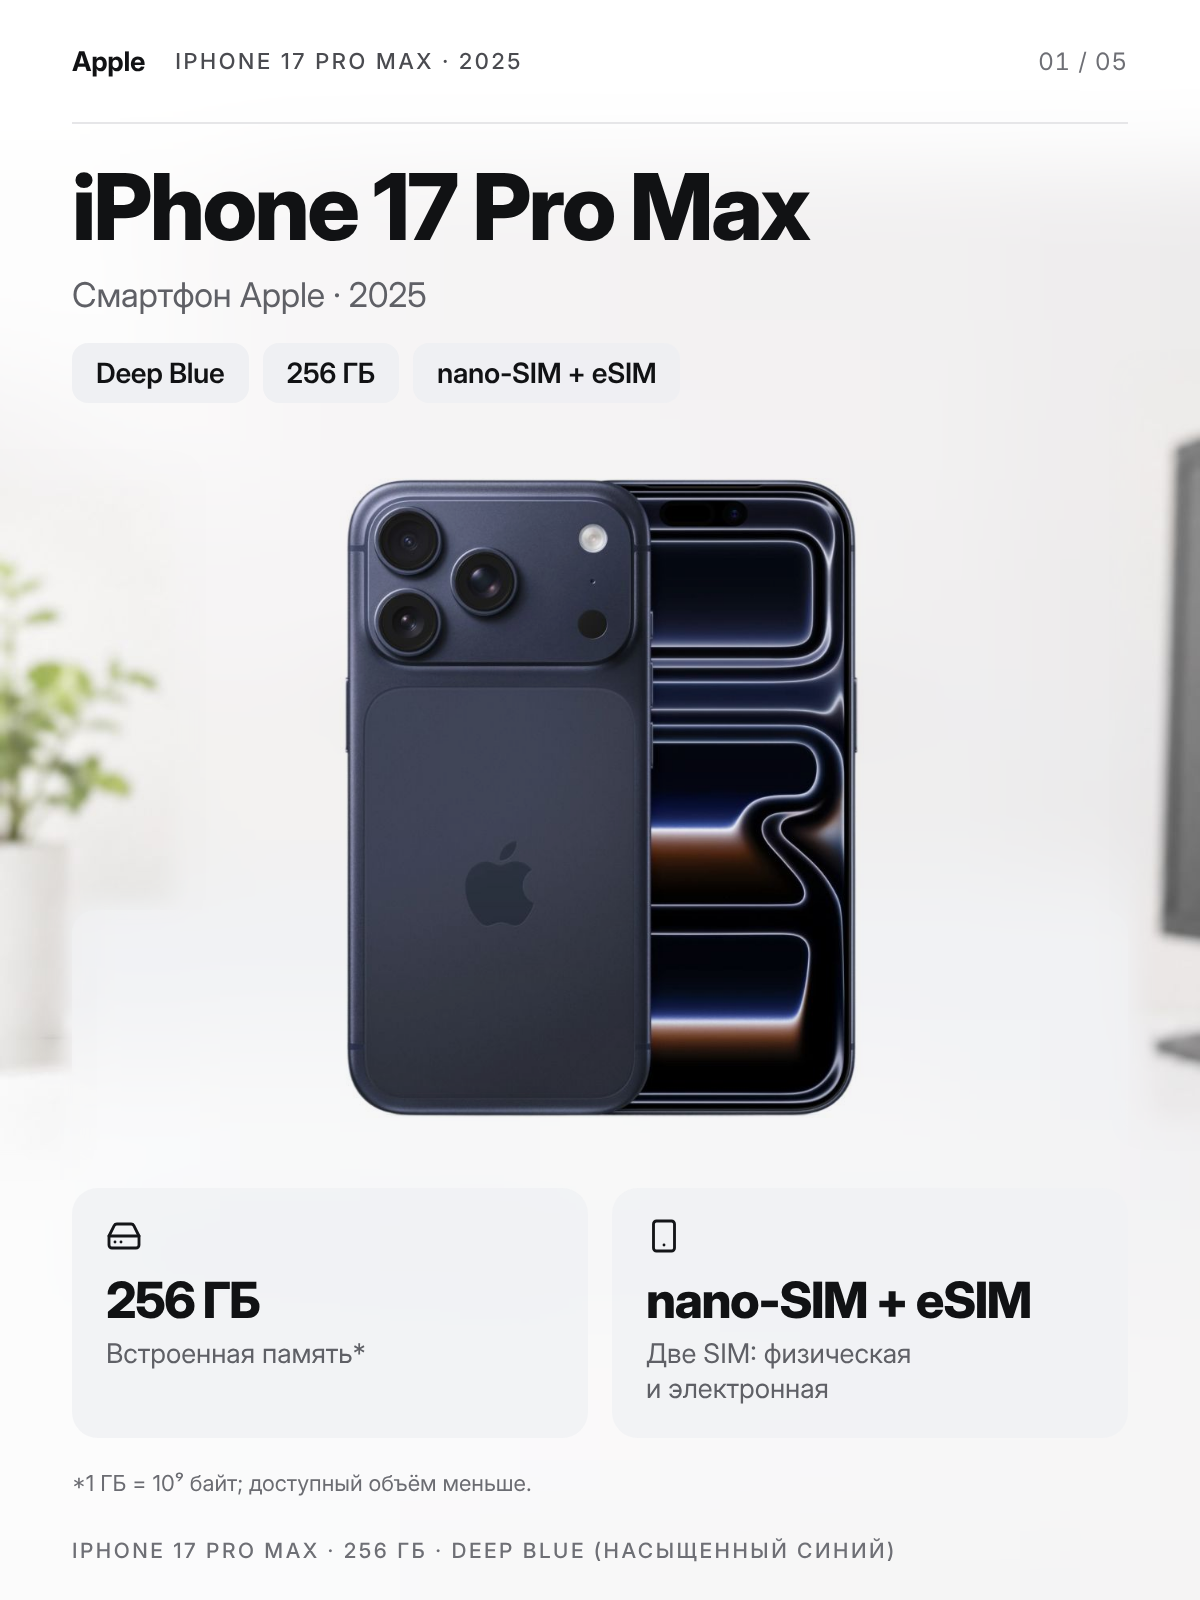 Apple IPHONE 17 PRO MAX · 2025 01 / 05
iPhone 17 Pro Max
Смартфон Apple · 2025
Deep Blue 256 ГБ nano-SIM + eSIM
256 ГБ
Встроенная память*
nano-SIM + eSIM
Две SIM: физическая
и электронная
*1 ГБ = 10⁹ байт; доступный объём меньше.
IPHONE 17 PRO MAX · 256 ГБ · DEEP BLUE (НАСЫЩЕННЫЙ СИНИЙ)